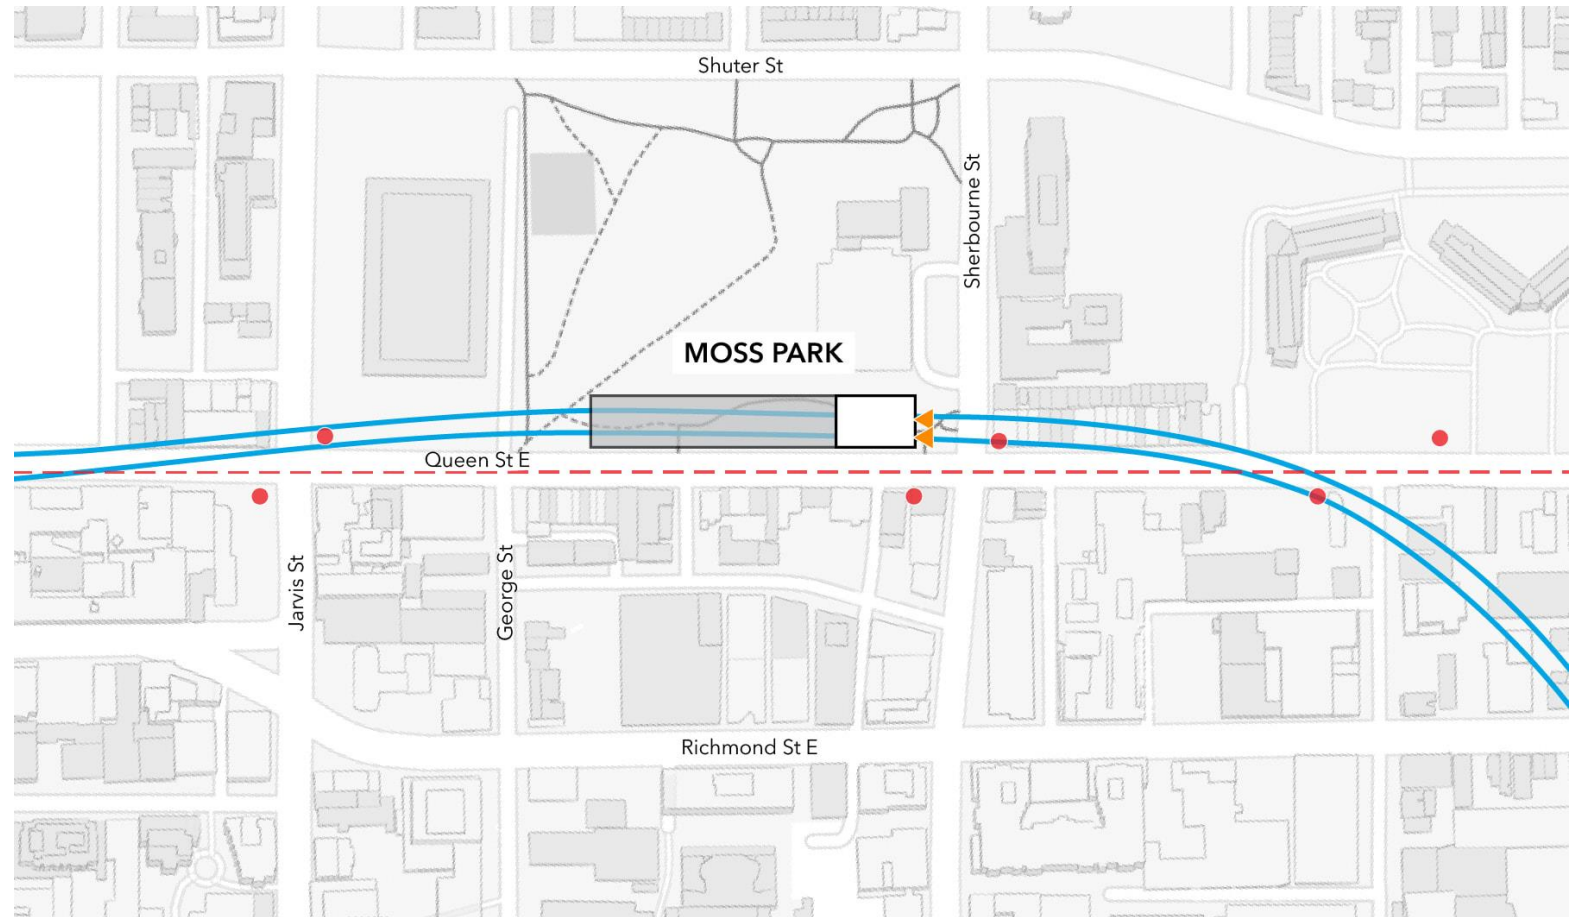 Shuter St
Sherbourne St
MOSS PARK
Queen St E
Jarvis St
George St
Richmond St E